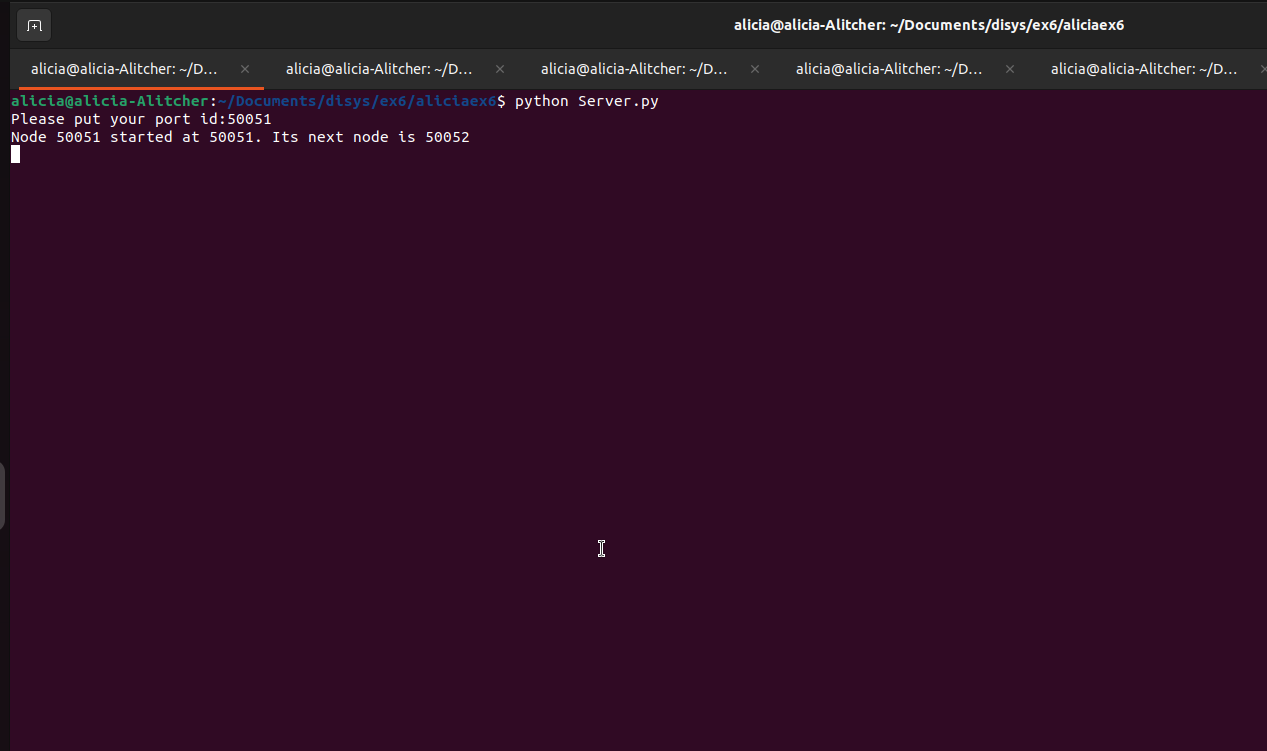 alicia@alicia-Alitcher: ~/Documents/disys/ex6/aliciaex6
alicia@alicia-Alitcher: ~/D... × alicia@alicia-Alitcher: ~/D... × alicia@alicia-Alitcher: ~/D... × alicia@alicia-Alitcher: ~/D... × alicia@alicia-Alitcher: ~/D... ×
alicia@alicia-Alitcher:~/Documents/disys/ex6/aliciaex6$ python Server.py
Please put your port id:50051
Node 50051 started at 50051. Its next node is 50052